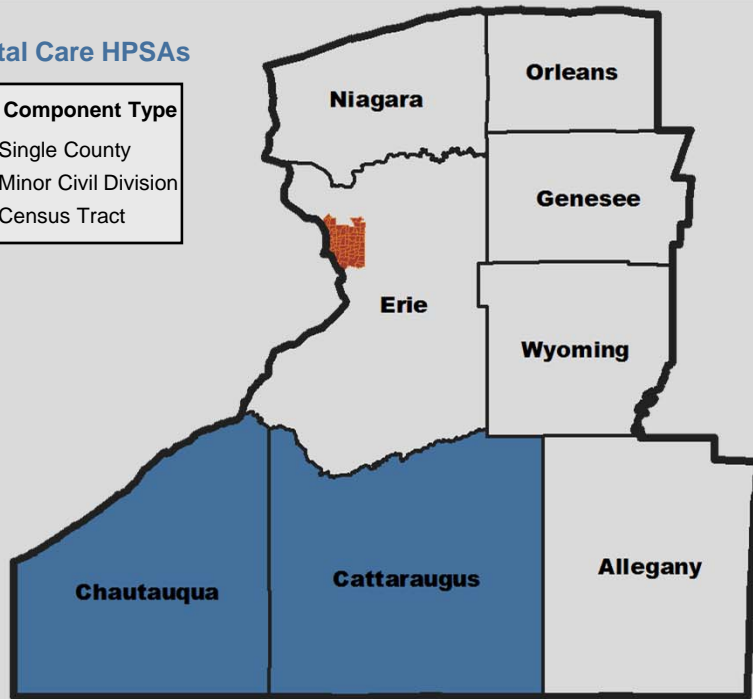 tal Care HPSAs
Component Type
Single County
Minor Civil Division
Census Tract
Niagara
Orleans
Genesee
Erie
Wyoming
Chautauqua
Cattaraugus
Allegany